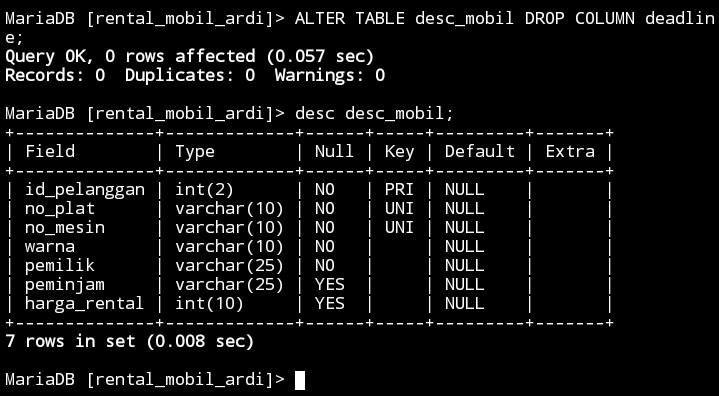 MariaDB [rental_mobil_ardi]> ALTER TABLE desc_mobil DROP COLUMN deadlin
e;
Query OK, 0 rows affected (0.057 sec)
Records: 0  Duplicates: 0  Warnings: 0

MariaDB [rental_mobil_ardi]> desc desc_mobil;
+--------------+-------------+------+-----+---------+-------+
| Field        | Type        | Null | Key | Default | Extra |
+--------------+-------------+------+-----+---------+-------+
| id_pelanggan | int(2)      | NO   | PRI | NULL    |       |
| no_plat      | varchar(10) | NO   | UNI | NULL    |       |
| no_mesin     | varchar(10) | NO   | UNI | NULL    |       |
| warna        | varchar(10) | NO   |     | NULL    |       |
| pemilik      | varchar(25) | NO   |     | NULL    |       |
| peminjam     | varchar(25) | YES  |     | NULL    |       |
| harga_rental | int(10)     | YES  |     | NULL    |       |
+--------------+-------------+------+-----+---------+-------+
7 rows in set (0.008 sec)

MariaDB [rental_mobil_ardi]>